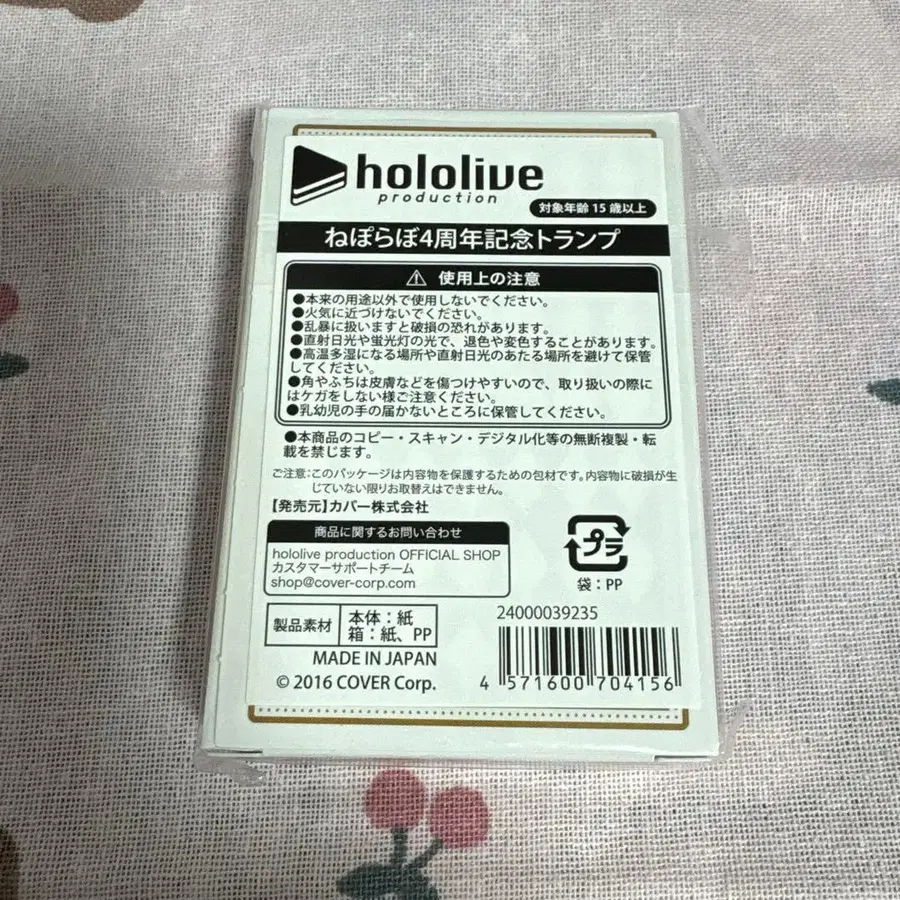 hololive
production
対象年齢 15 歳以上
ねぽらぼ4周年記念トランプ
⚠ 使用上の注意
●本来の用途以外で使用しないでください。
●火気に近づけないでください。
●乱暴に扱いますと破損の恐れがあります。
●直射日光や蛍光灯の光で、退色や変色することがあります。
●高温多湿になる場所や直射日光のあたる場所を避けて保管
してください。
●角やふちは皮膚などを傷つけやすいので、取り扱いの際に
はケガをしない様ご注意ください。
●乳幼児の手の届かないところに保管してください。
●本商品のコピー・スキャン・デジタル化等の無断複製・転
載を禁じます。
ご注意:このパッケージは内容物を保護するための包材です。内容物に破損が生
じていない限りお取替えはできません。
【発売元】カバー株式会社
商品に関するお問い合わせ
hololive production OFFICIAL SHOP
カスタマーサポートチーム
shop@cover-corp.com
プラ
袋:PP
製品素材
本体:紙
箱:紙、PP
MADE IN JAPAN
© 2016 COVER Corp.
24000039235
4 571600 704156